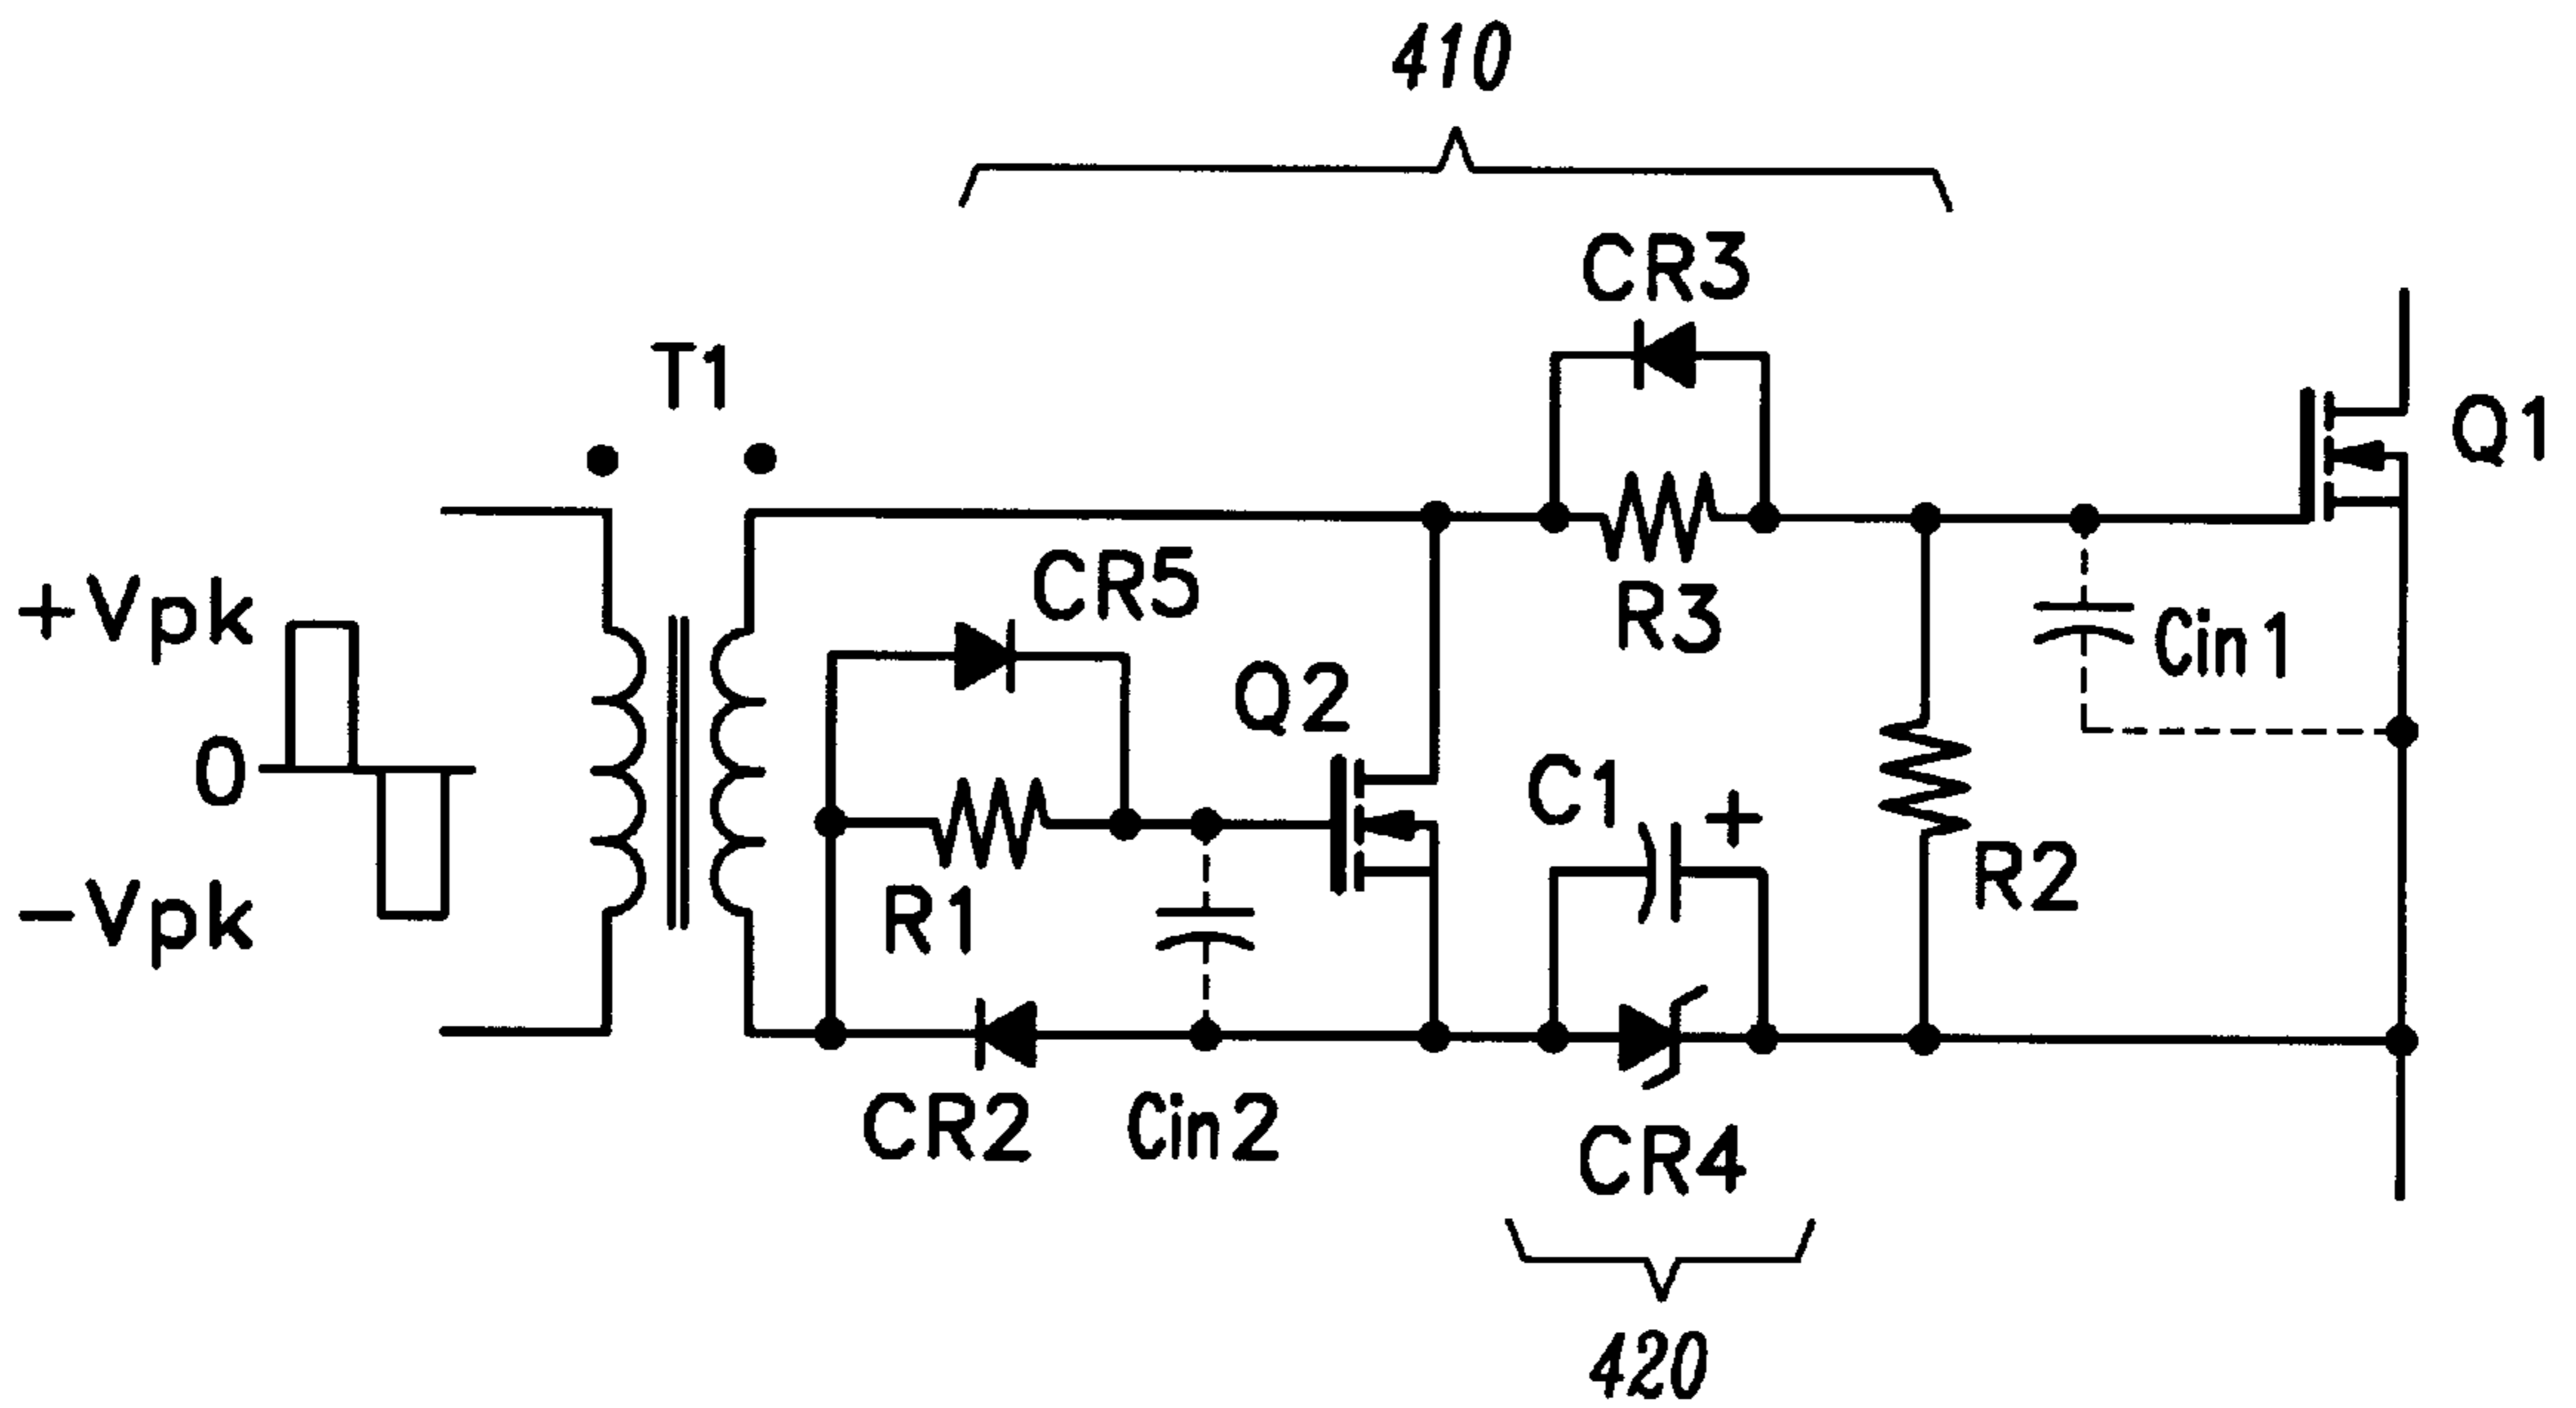 410
CR3
T1
Q1
CR5
R3
+Vpk
Cin1
Q2
0
C1
+
R2
R1
-Vpk
CR2
Cin2
CR4
420